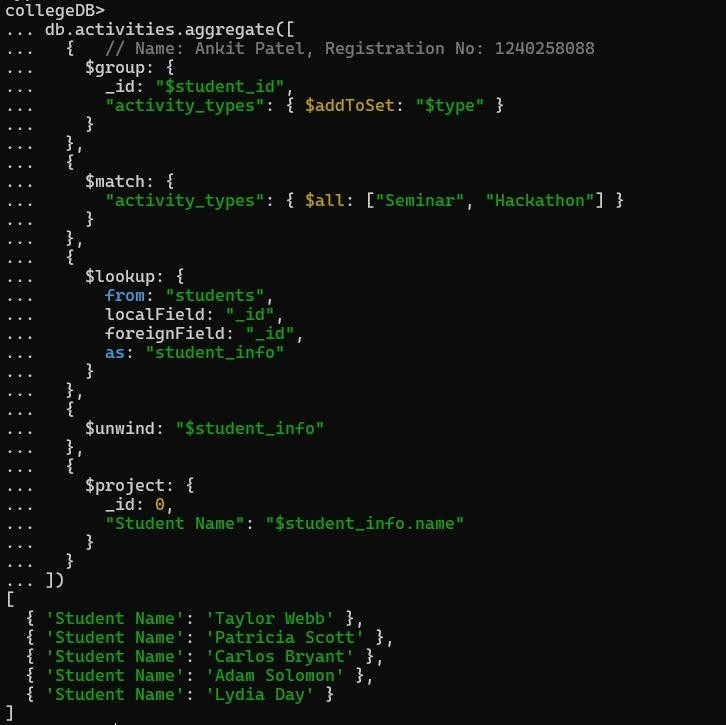 collegeDB>
... db.activities.aggregate([
...   {   // Name: Ankit Patel, Registration No: 1240258088
...     $group: {
...       _id: "$student_id",
...       "activity_types": { $addToSet: "$type" }
...     }
...   },
...   {
...     $match: {
...       "activity_types": { $all: ["Seminar", "Hackathon"] }
...     }
...   },
...   {
...     $lookup: {
...       from: "students",
...       localField: "_id",
...       foreignField: "_id",
...       as: "student_info"
...     }
...   },
...   {
...     $unwind: "$student_info"
...   },
...   {
...     $project: {
...       _id: 0,
...       "Student Name": "$student_info.name"
...     }
...   }
... ])
[
  { 'Student Name': 'Taylor Webb' },
  { 'Student Name': 'Patricia Scott' },
  { 'Student Name': 'Carlos Bryant' },
  { 'Student Name': 'Adam Solomon' },
  { 'Student Name': 'Lydia Day' }
]